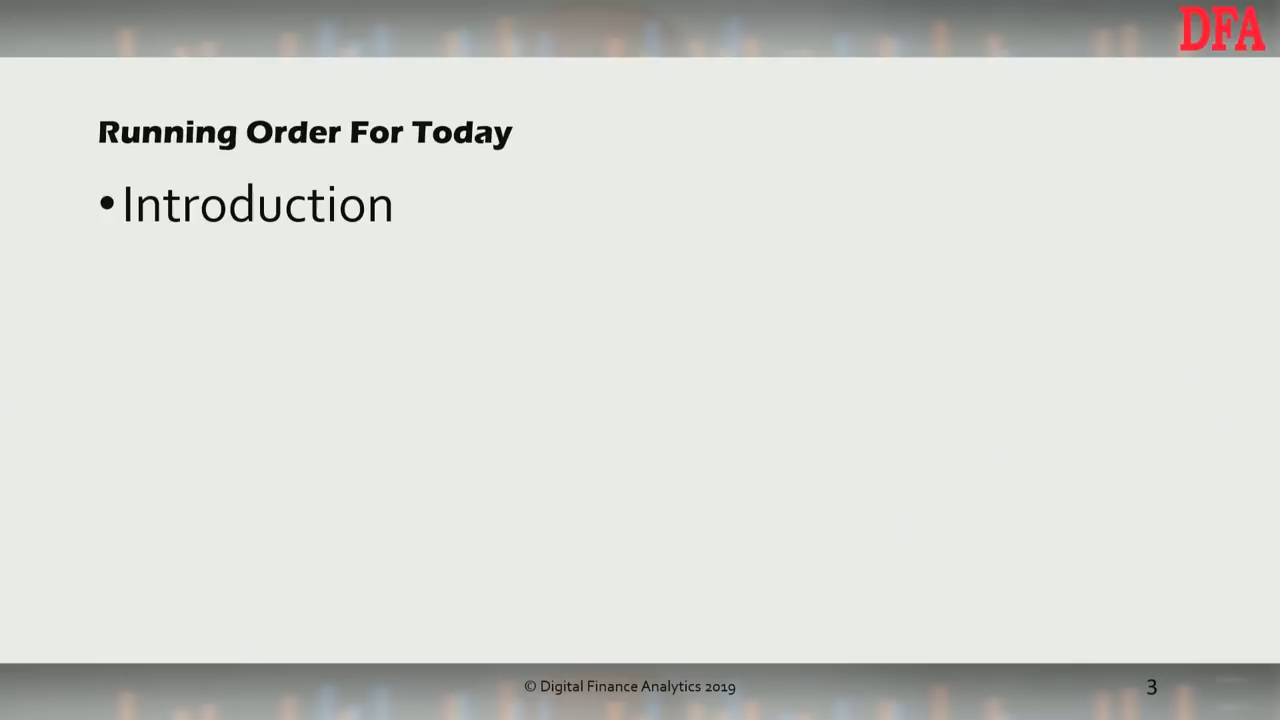 DFA
Running Order For Today
•Introduction
© Digital Finance Analytics 2019
3